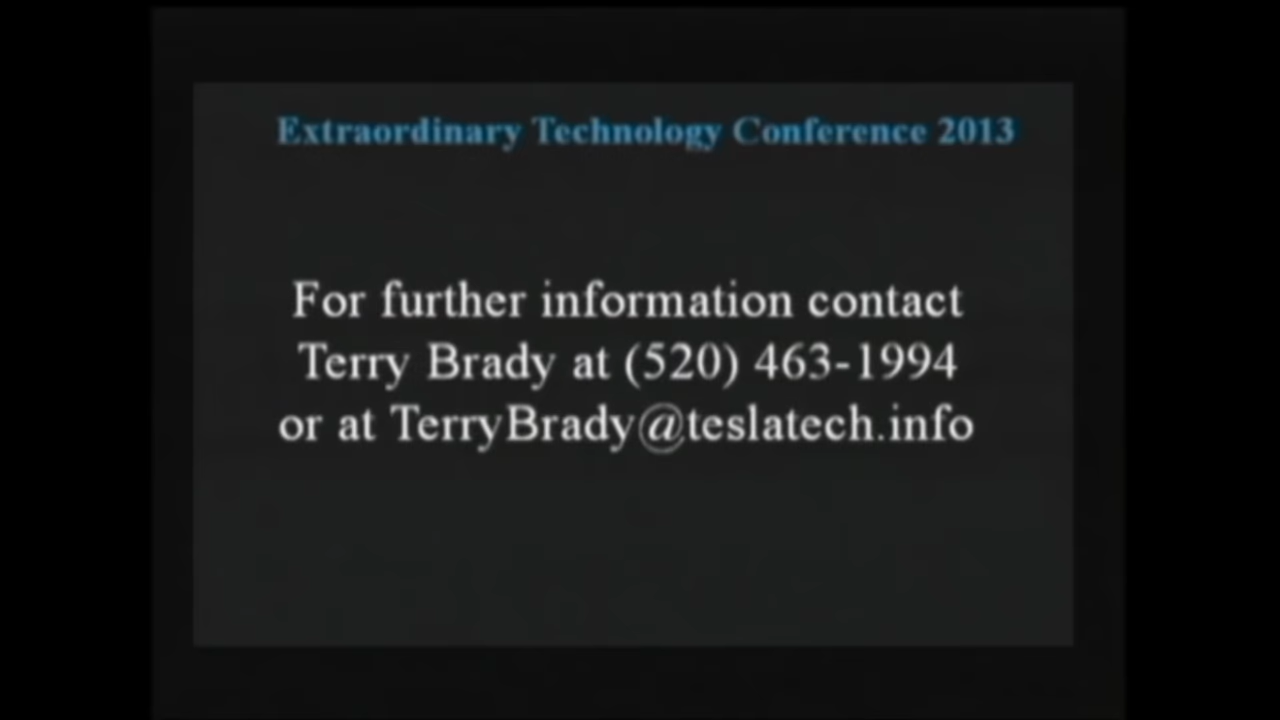 Extraordinary Technology Conference 2013
For further information contact
Terry Brady at (520) 463-1994
or at TerryBrady@teslatech.info